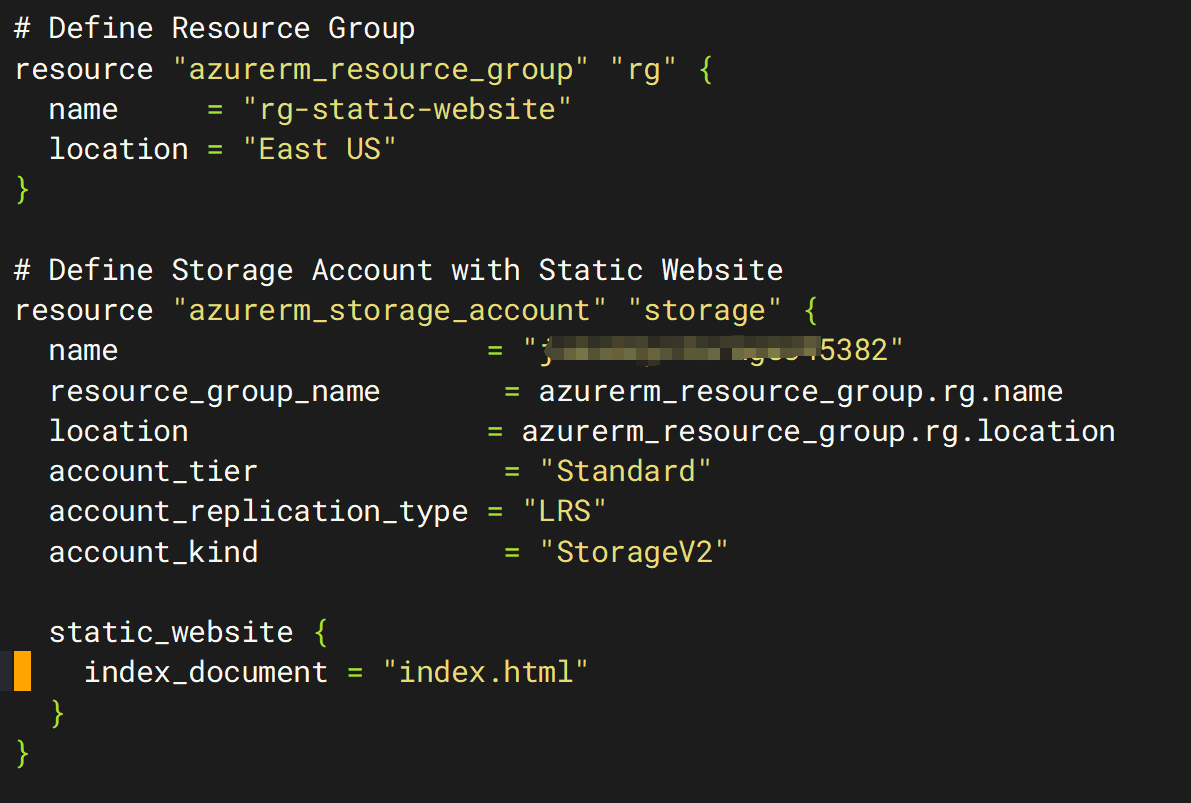 # Define Resource Group
resource "azurerm_resource_group" "rg" {
  name     = "rg-static-website"
  location = "East US"
}

# Define Storage Account with Static Website
resource "azurerm_storage_account" "storage" {
  name                     = "j 5382"
  resource_group_name       = azurerm_resource_group.rg.name
  location                 = azurerm_resource_group.rg.location
  account_tier              = "Standard"
  account_replication_type = "LRS"
  account_kind              = "StorageV2"

  static_website {
    index_document = "index.html"
  }
}